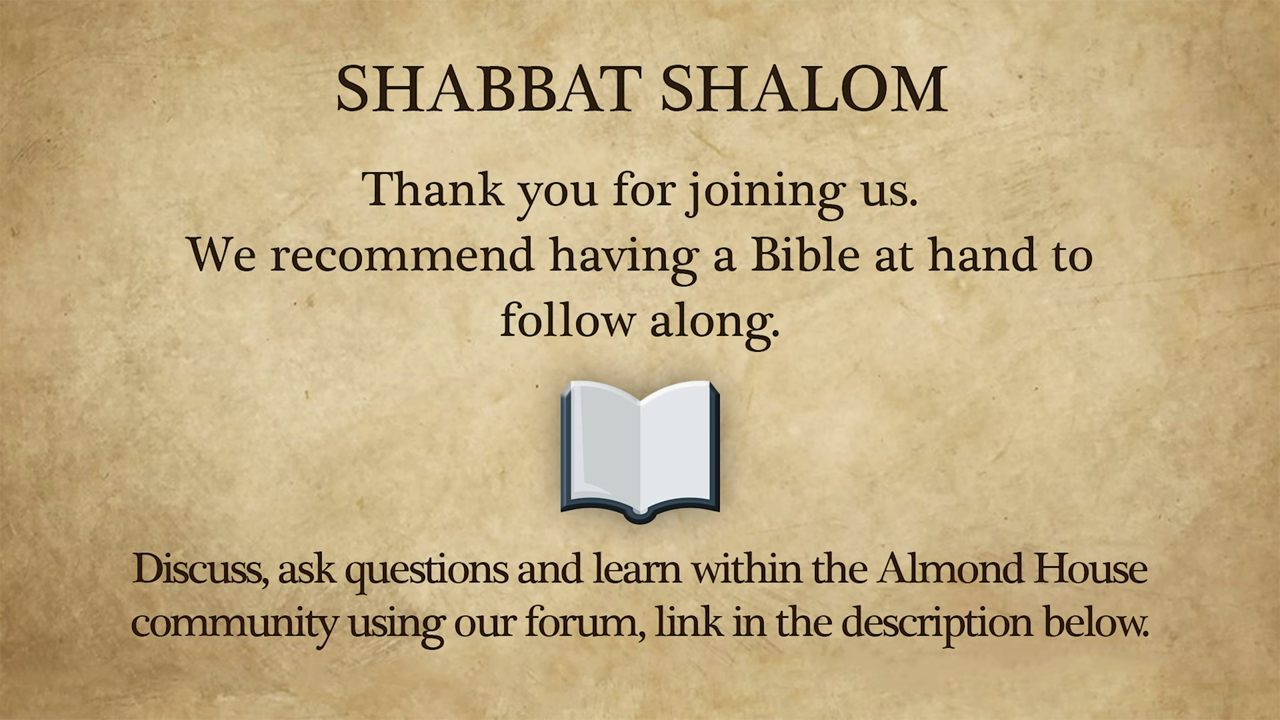 SHABBAT SHALOM
Thank you for joining us.
We recommend having a Bible at hand to
follow along.
Discuss, ask questions and learn within the Almond House
community using our forum, link in the description below.